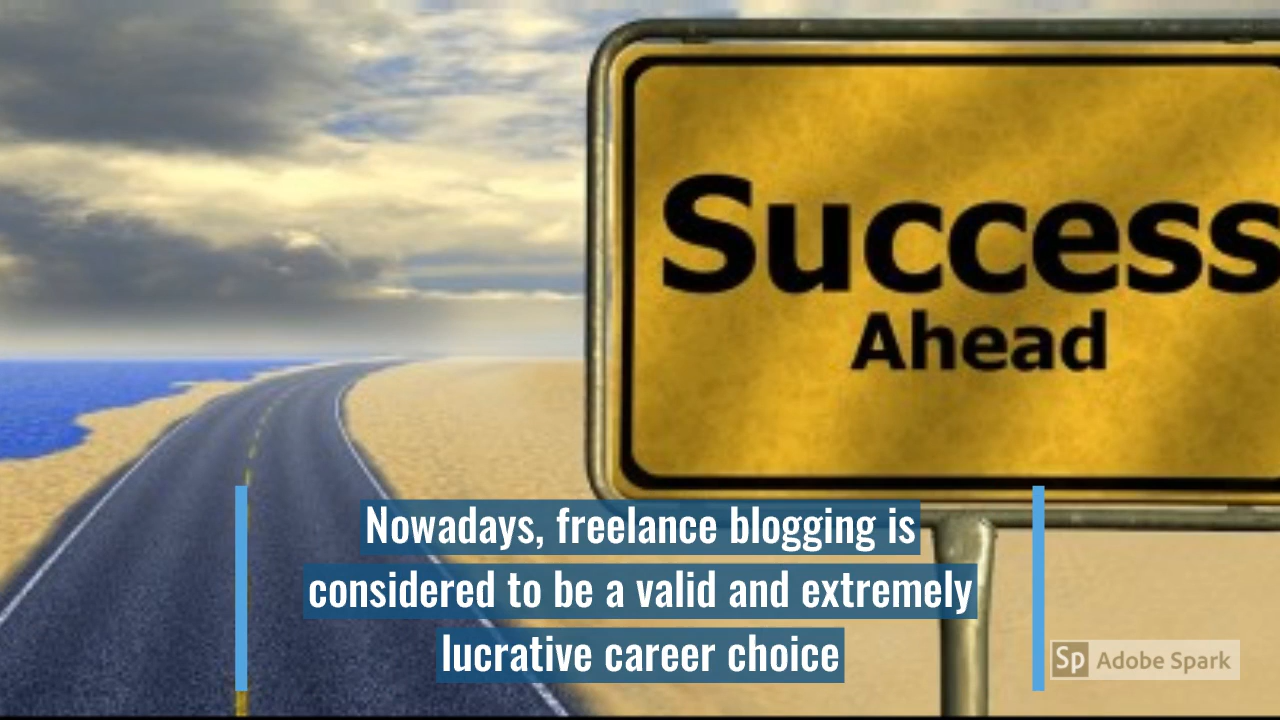 Success
Ahead
Nowadays, freelance blogging is
considered to be a valid and extremely
lucrative career choice
Sp Adobe Spark